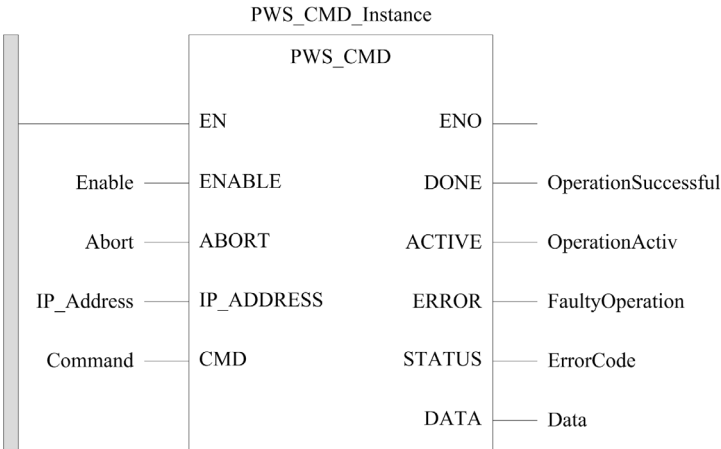 PWS_CMD_Instance
PWS_CMD
EN ENO
Enable ENABLE DONE OperationSuccessful
Abort ABORT ACTIVE OperationActiv
IP_Address IP_ADDRESS ERROR FaultyOperation
Command CMD STATUS ErrorCode
DATA Data